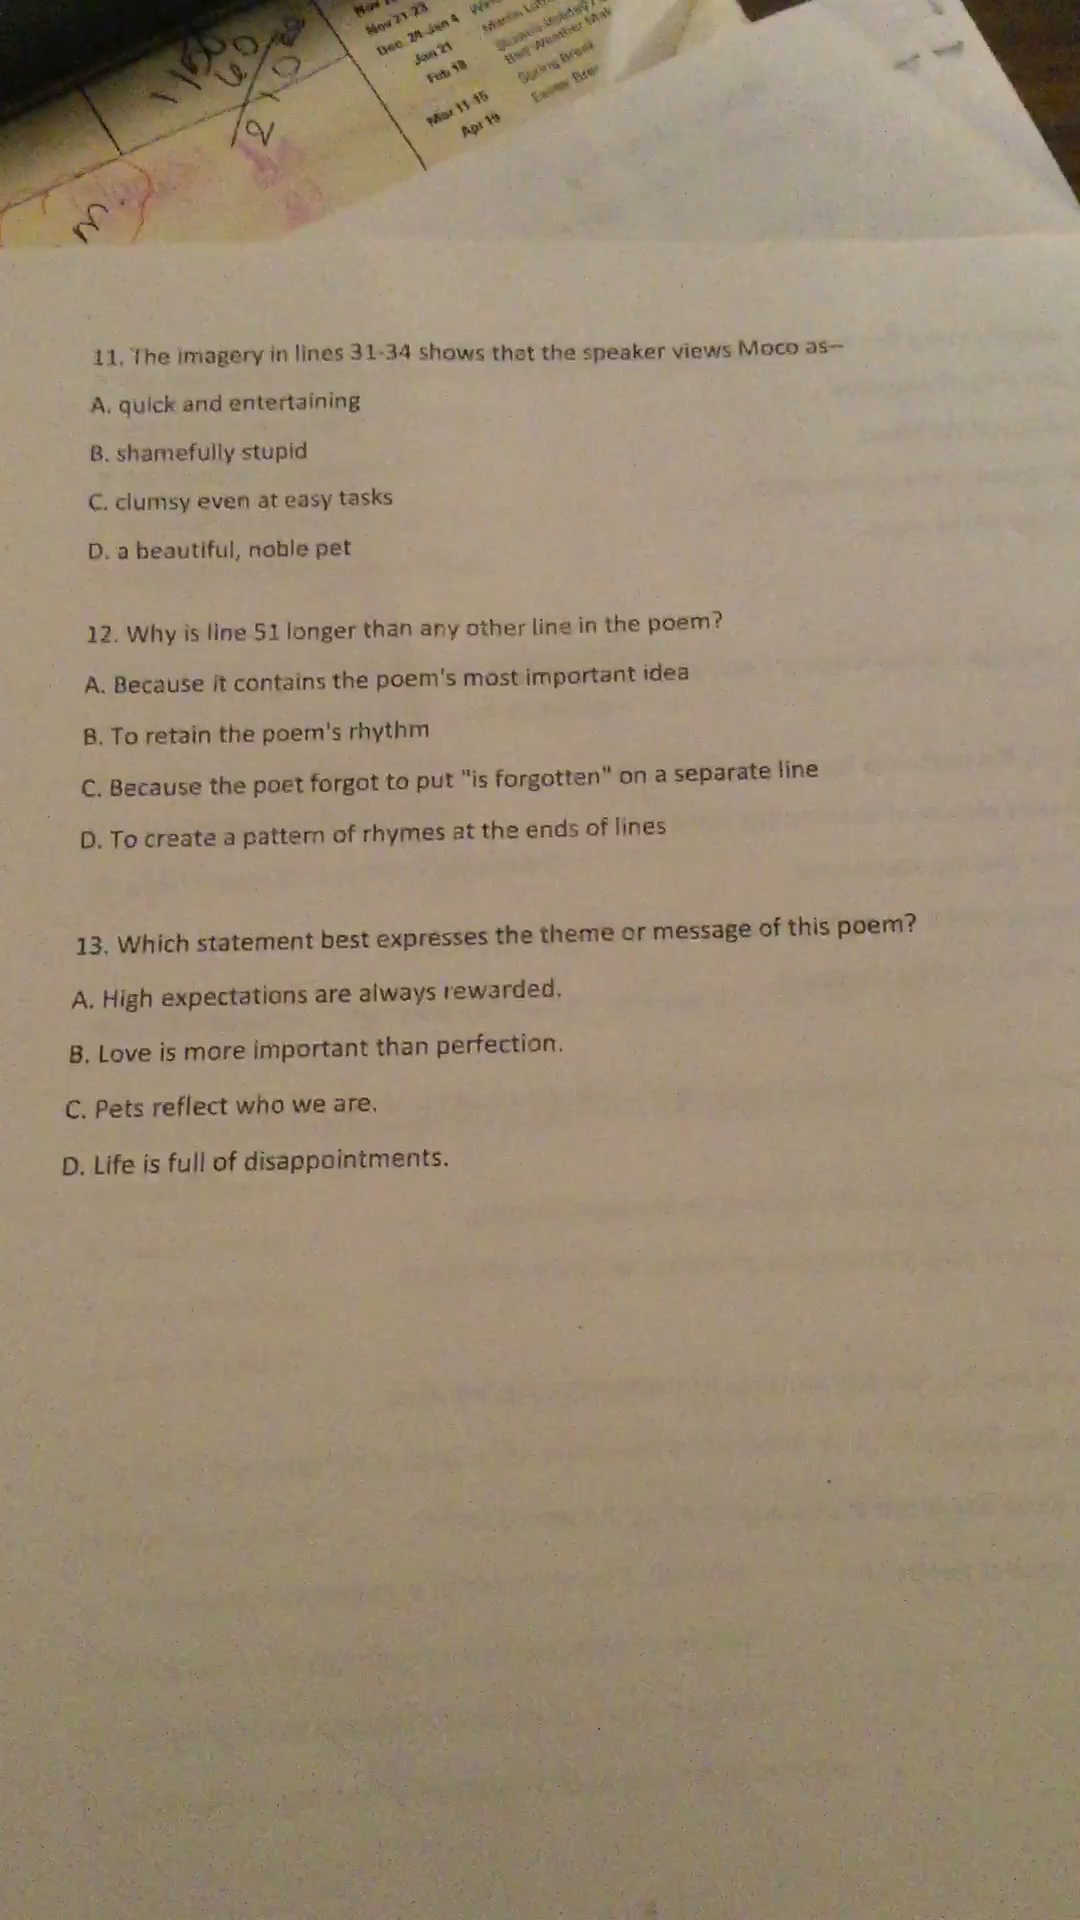 Nov 21-23
Dec. 24-Jan 4
Jan 21
Feb 18
Mar 11-15
Spring Break
Apr 19
11. The imagery in lines 31-34 shows that the speaker views Moco as--
A. quick and entertaining
B. shamefully stupid
C. clumsy even at easy tasks
D. a beautiful, noble pet
12. Why is line 51 longer than any other line in the poem?
A. Because it contains the poem's most important idea
B. To retain the poem's rhythm
C. Because the poet forgot to put "is forgotten" on a separate line
D. To create a pattern of rhymes at the ends of lines
13. Which statement best expresses the theme or message of this poem?
A. High expectations are always rewarded.
B. Love is more important than perfection.
C. Pets reflect who we are.
D. Life is full of disappointments.